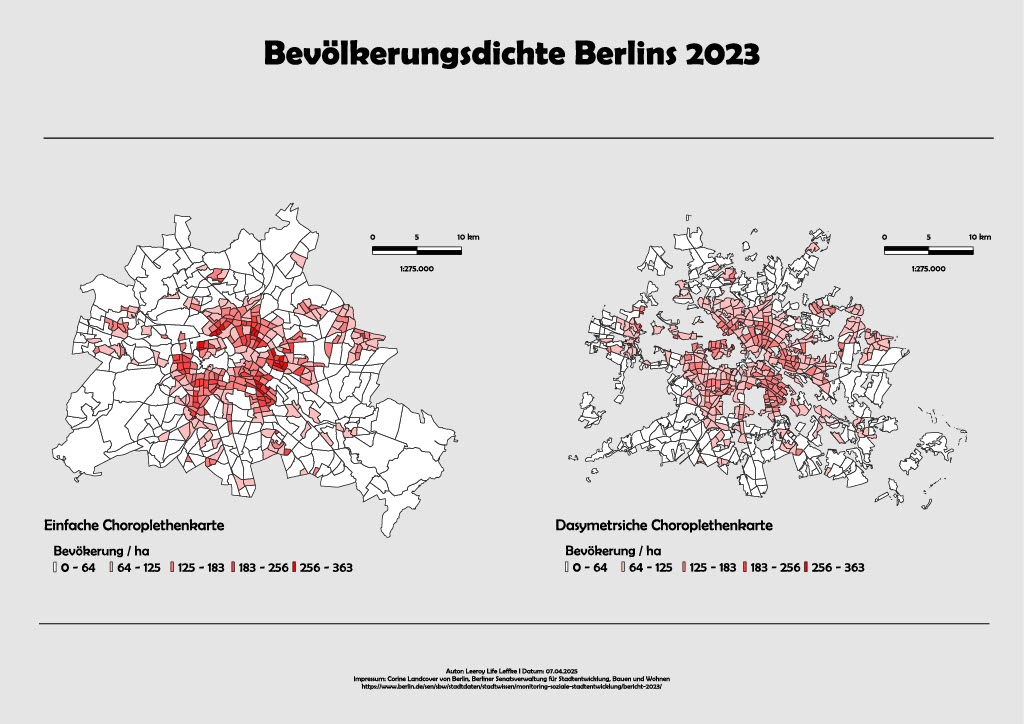 Bevölkerungsdichte Berlins 2023
0 5 10 km
1:275.000
0 5 10 km
1:275.000
Einfache Choroplethenkarte
Bevökerung / ha
0 - 64 64 - 125 125 - 183 183 - 256 256 - 363
Dasymetrsiche Choroplethenkarte
Bevökerung / ha
0 - 64 64 - 125 125 - 183 183 - 256 256 - 363
Autor: Leeroy Life Leffke I Datum: 07.04.2025
Impressum: Corine Landcover von Berlin, Berliner Senatsverwaltung für Stadtentwicklung, Bauen und Wohnen
https://www.berlin.de/sen/sbw/stadtdaten/stadtwissen/monitoring-soziale-stadtentwicklung/bericht-2023/